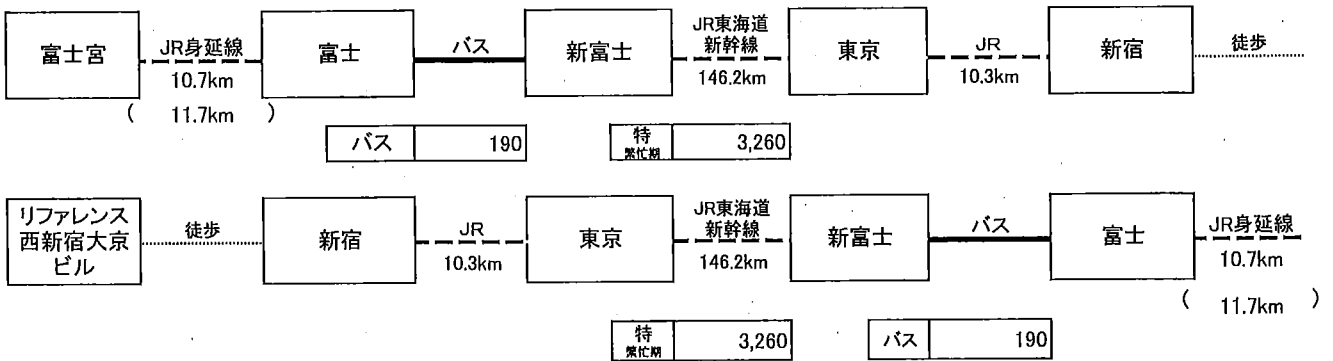 富士宮
JR身延線
10.7km
( 11.7km )
富士
バス
新富士
JR東海道
新幹線
146.2km
東京
JR
10.3km
新宿
徒歩
バス 190
特
繁忙期
3,260
リファレンス
西新宿大京
ビル
徒歩
新宿
JR
10.3km
東京
JR東海道
新幹線
146.2km
新富士
バス
富士
JR身延線
10.7km
( 11.7km )
特
繁忙期
3,260
バス 190